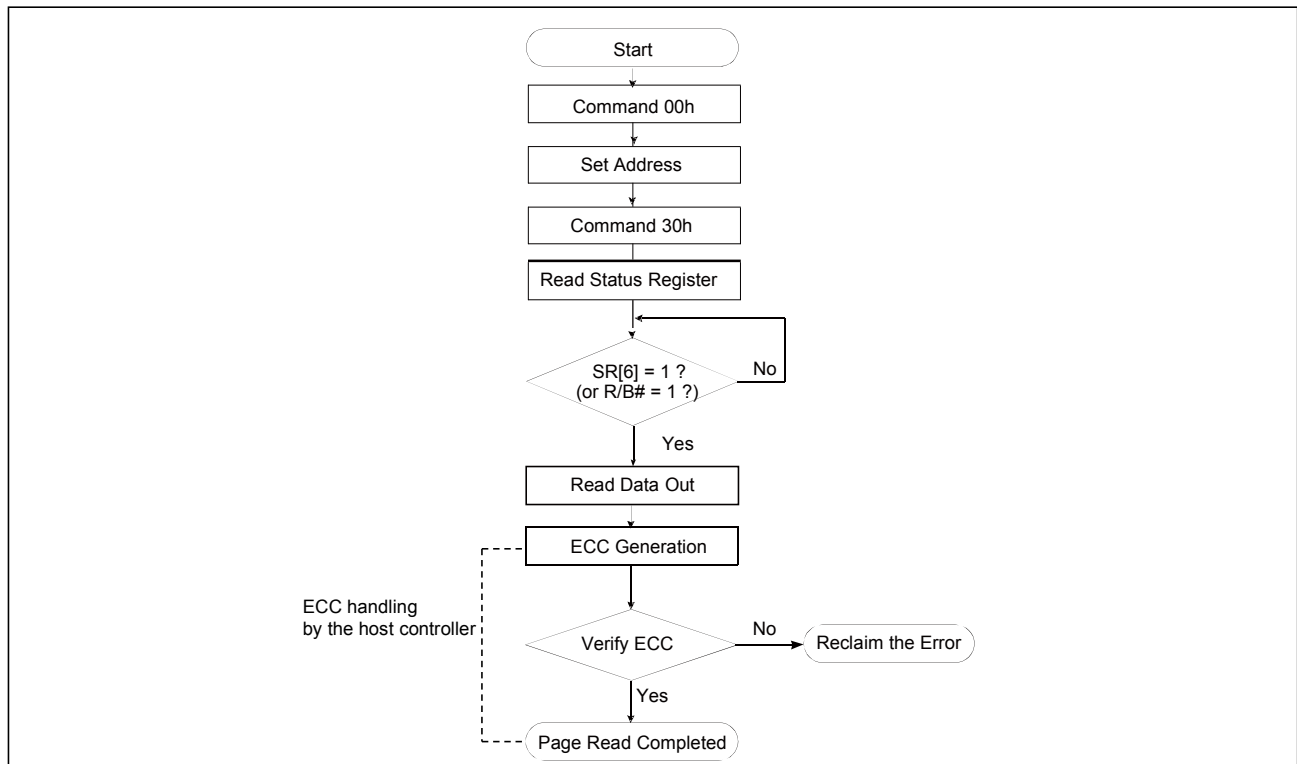 Start
Command 00h
Set Address
Command 30h
Read Status Register
SR[6] = 1 ?
(or R/B# = 1 ?)
No
Yes
Read Data Out
ECC Generation
ECC handling
by the host controller
Verify ECC
No
Reclaim the Error
Yes
Page Read Completed